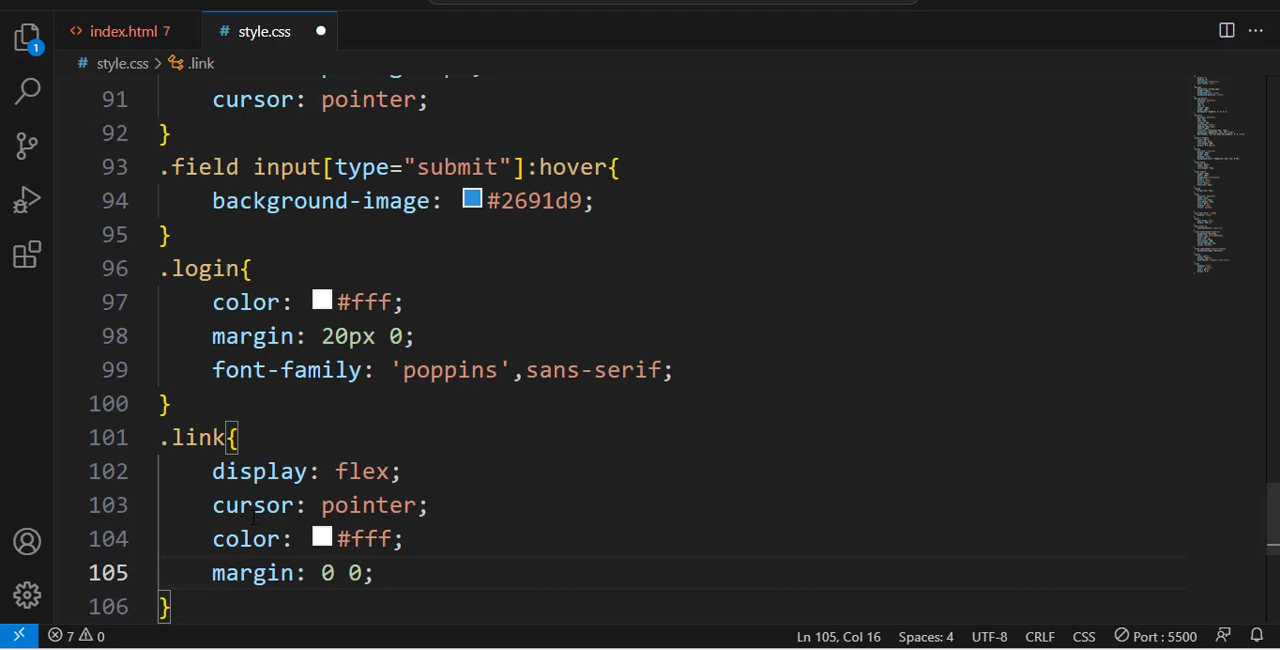 <> index.html 7
# style.css
1
# style.css > .link
91 cursor: pointer;
92 }
93 .field input[type="submit"]:hover{
94 background-image: #2691d9;
95 }
96 .login{
97 color: #fff;
98 margin: 20px 0;
99 font-family: 'poppins',sans-serif;
100 }
101 .link{
102 display: flex;
103 cursor: pointer;
104 color: #fff;
105 margin: 0 0;
106 }
7 0 Ln 105, Col 16 Spaces: 4 UTF-8 CRLF CSS Port : 5500